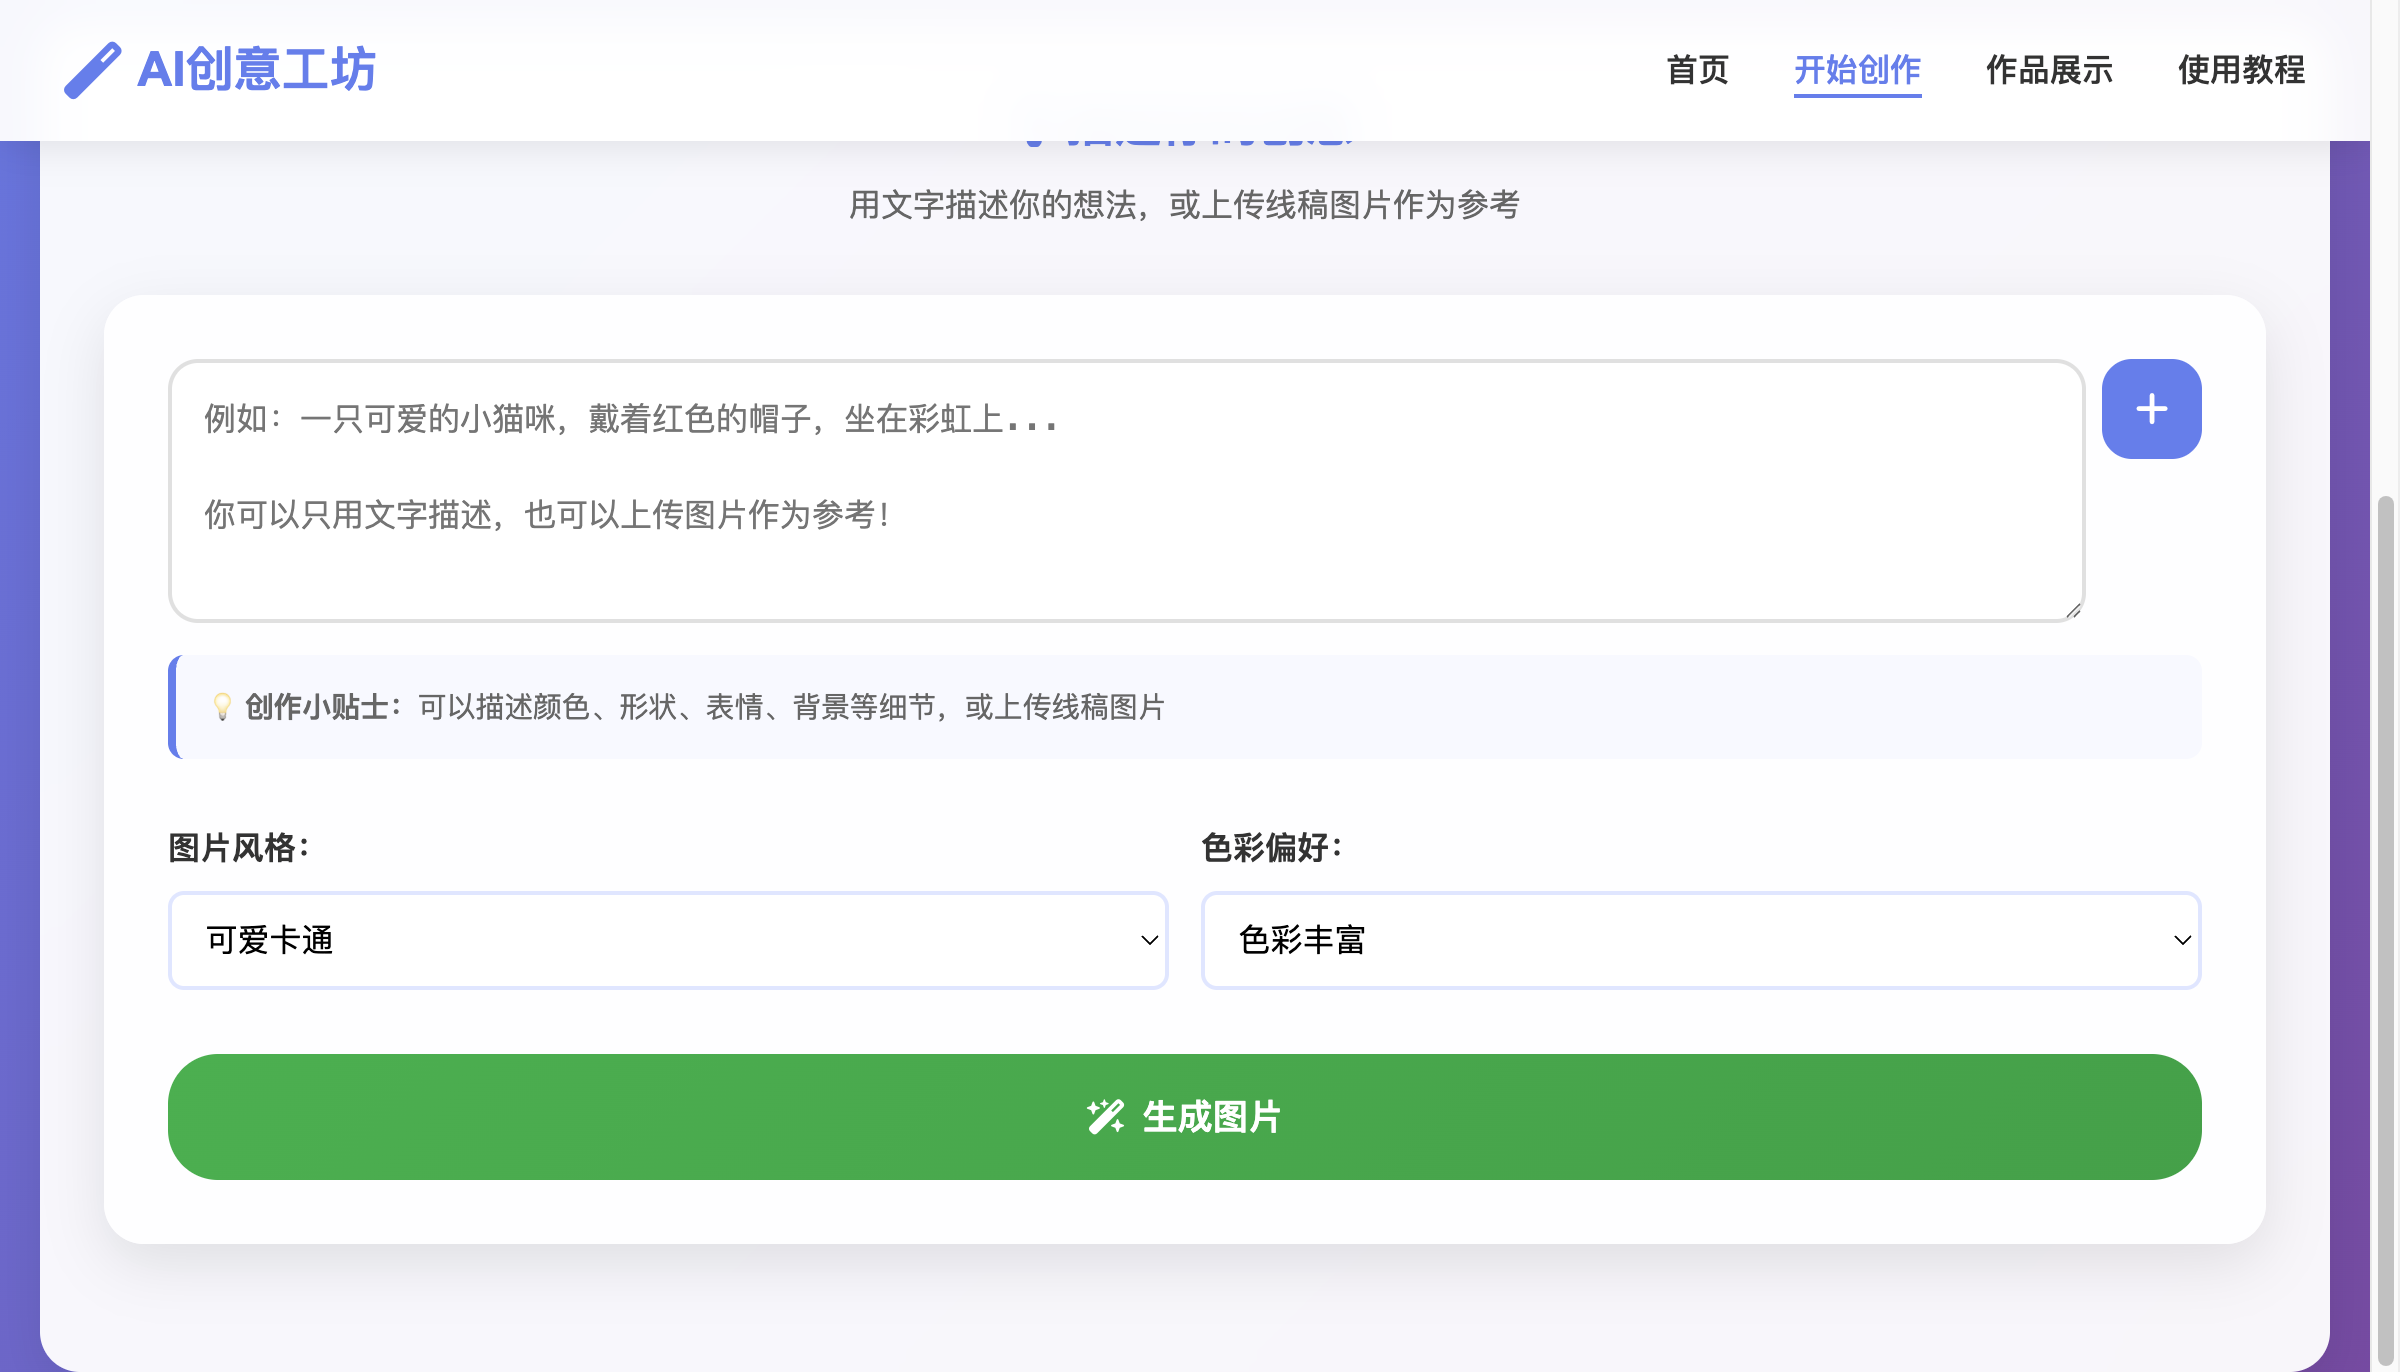 AI创意工坊
首页
开始创作
作品展示
使用教程
用文字描述你的想法，或上传线稿图片作为参考
例如：一只可爱的小猫咪，戴着红色的帽子，坐在彩虹上...
你可以只用文字描述，也可以上传图片作为参考！
创作小贴士：可以描述颜色、形状、表情、背景等细节，或上传线稿图片
图片风格：
色彩偏好：
可爱卡通
色彩丰富
生成图片